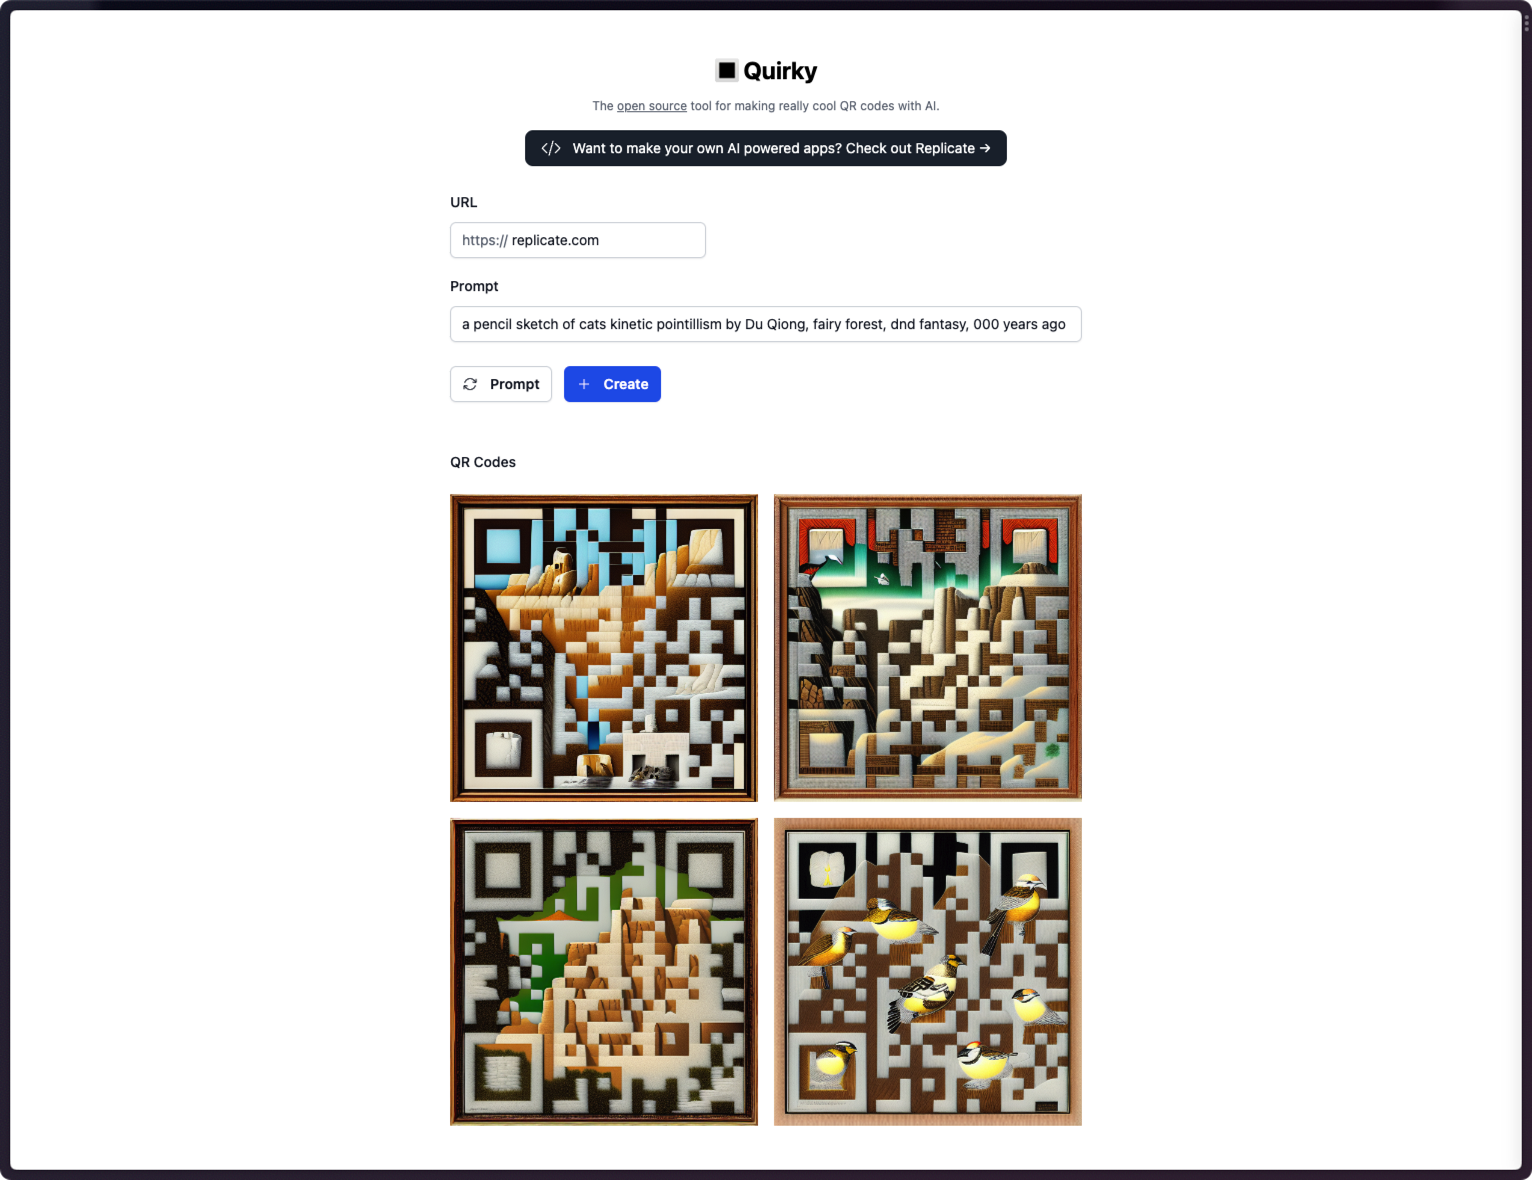 Quirky
The open source tool for making really cool QR codes with AI.
</> Want to make your own AI powered apps? Check out Replicate →
URL
https:// replicate.com
Prompt
a pencil sketch of cats kinetic pointillism by Du Qiong, fairy forest, dnd fantasy, 000 years ago
Prompt
+ Create
QR Codes